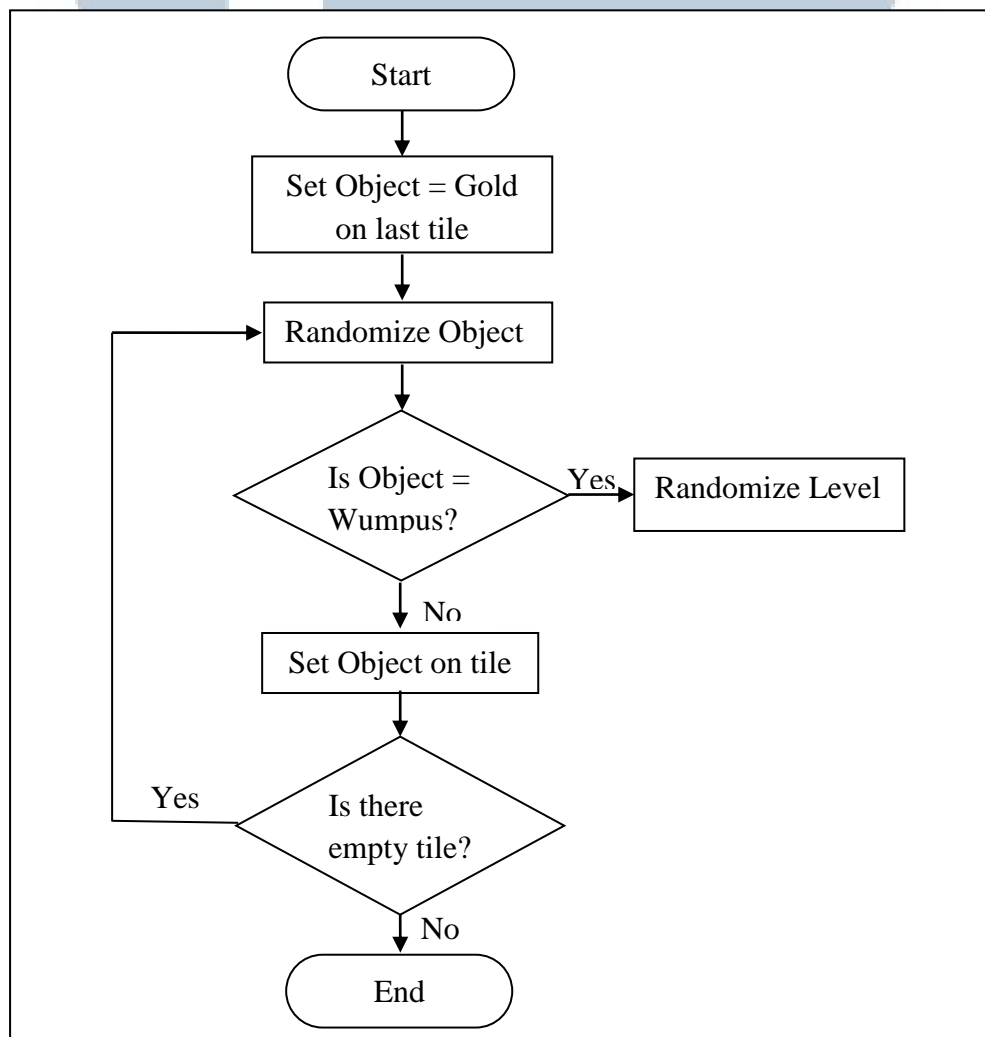 Start
Set Object = Gold
on last tile
Randomize Object
Is Object =
Wumpus?
Yes
Randomize Level
No
Set Object on tile
Yes
Is there
empty tile?
No
End